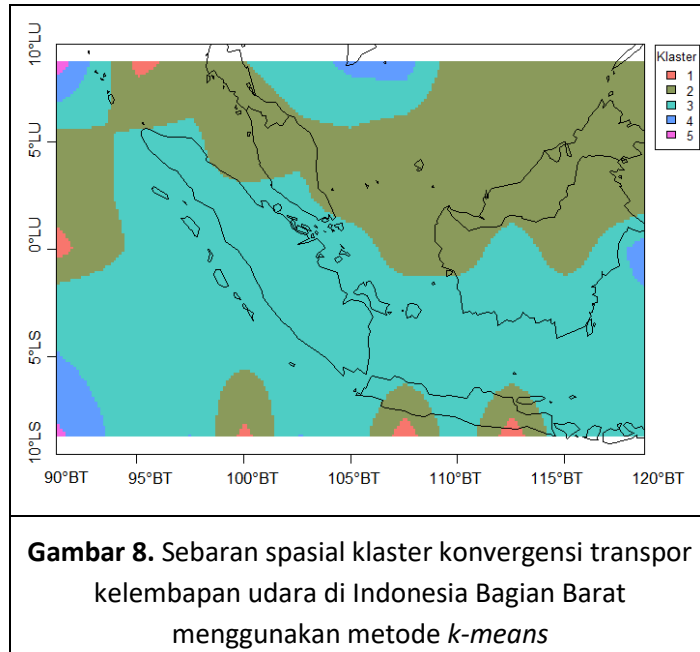 10°LU
5°LU
0°LU
5°LS
10°LS
90°BT
95°BT
100°BT
105°BT
110°BT
115°BT
120°BT
Klaster
1
2
3
4
5
Gambar 8. Sebaran spasial klaster konvergensi transpor
kelembapan udara di Indonesia Bagian Barat
menggunakan metode k-means